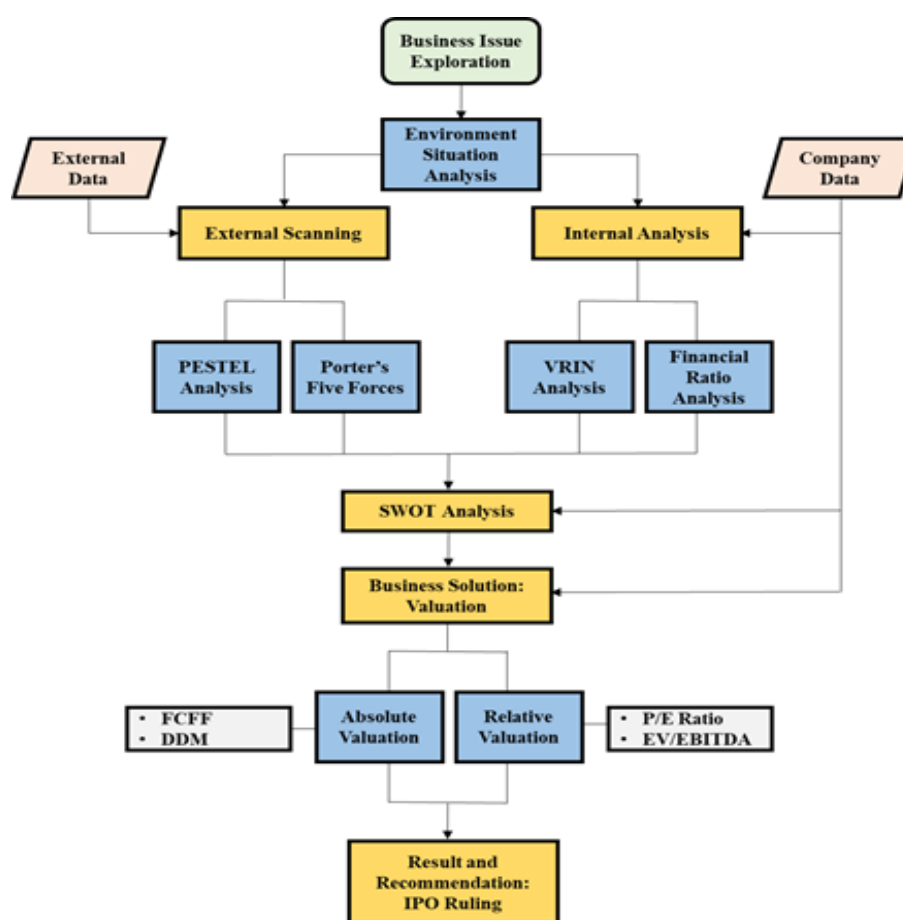 Business Issue
Exploration
Environment
Situation
Analysis
External
Data
Company
Data
External Scanning
Internal Analysis
PESTEL
Analysis
Porter's
Five Forces
VRIN
Analysis
Financial
Ratio
Analysis
SWOT Analysis
Business Solution:
Valuation
• FCFF
• DDM
Absolute
Valuation
Relative
Valuation
• P/E Ratio
• EV/EBITDA
Result and
Recommendation:
IPO Ruling